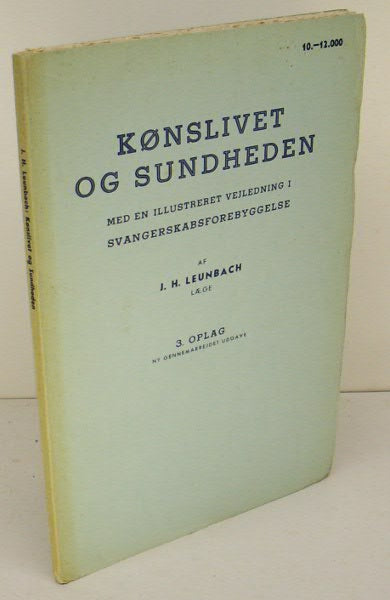 10.—12.000
KØNSLIVET
OG SUNDHEDEN
MED EN ILLUSTRERET VEJLEDNING I
SVANGERSKABSFOREBYGGELSE
AF
J. H. LEUNBACH
LÆGE
3. OPLAG
NY GENNEMARBEJDET UDGAVE
J. H. Leunbach: Kønslivet og Sundheden